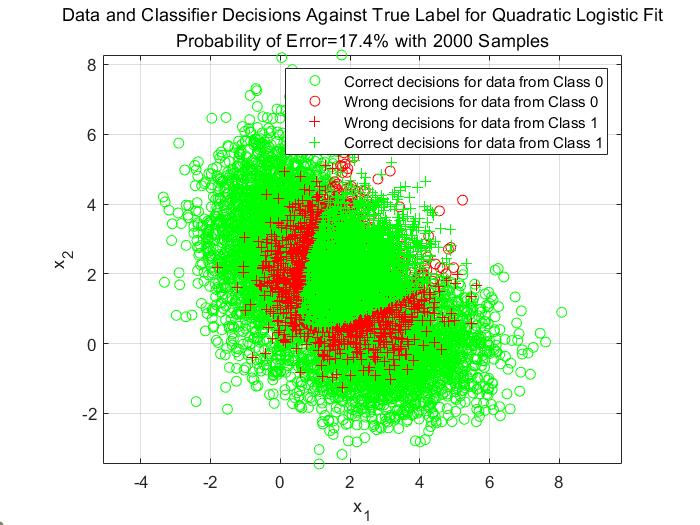 Data and Classifier Decisions Against True Label for Quadratic Logistic Fit
Probability of Error=17.4% with 2000 Samples
Correct decisions for data from Class 0
Wrong decisions for data from Class 0
Wrong decisions for data from Class 1
Correct decisions for data from Class 1
8
6
4
2
0
-2
x2
-4 -2 0 2 4 6 8
x1